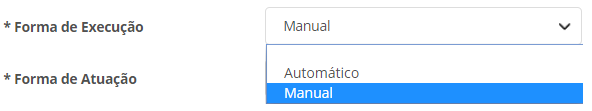 * Forma de Execução Manual
Automático
* Forma de Atuação
Manual